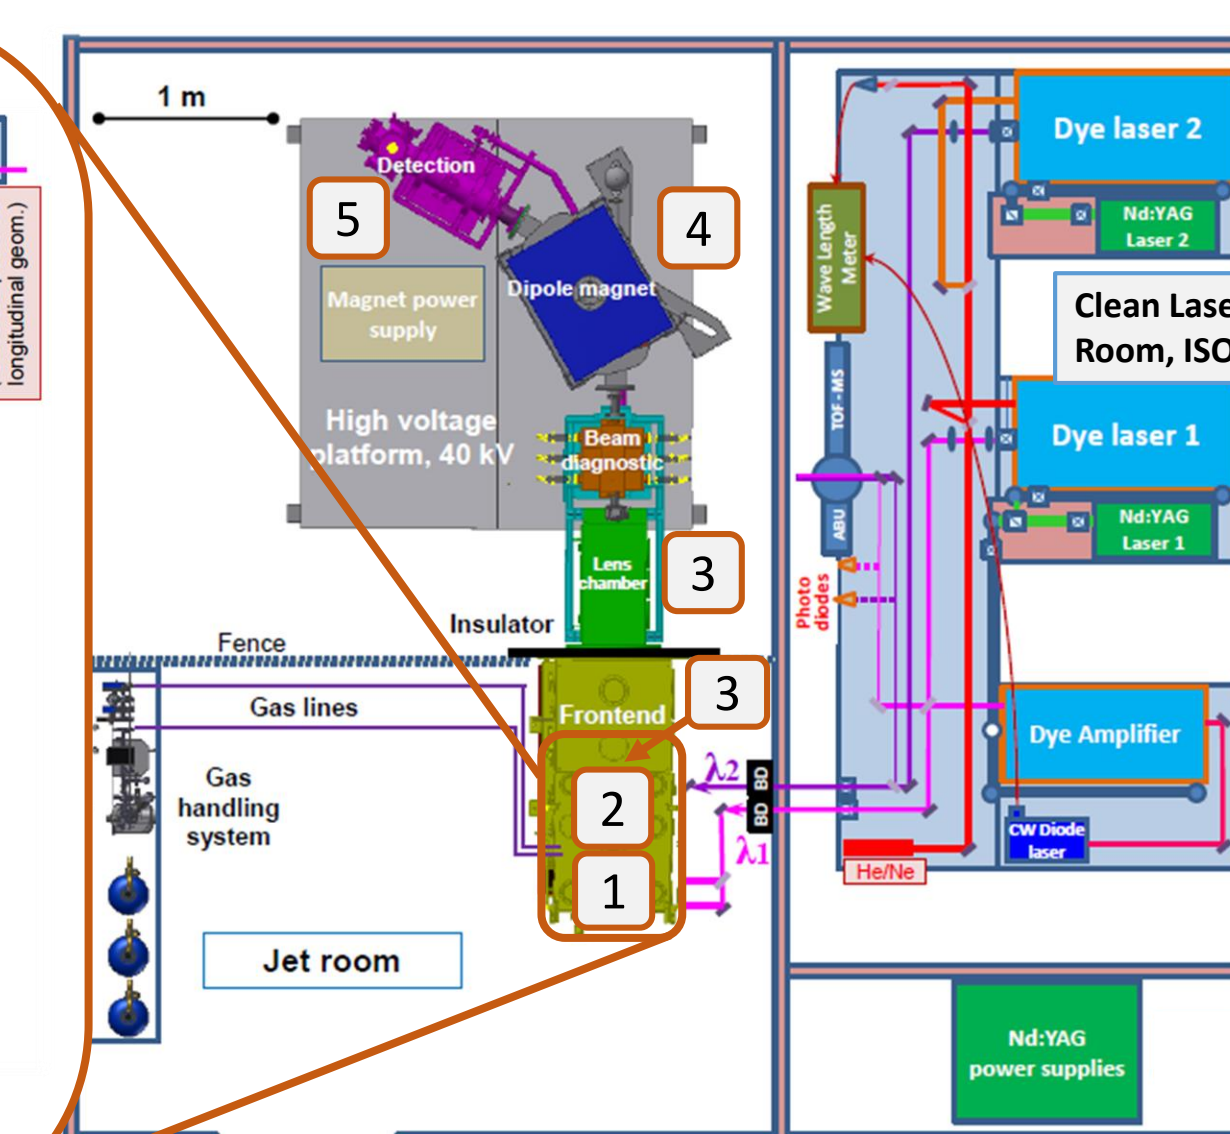 longitudinal geom.)
1 m
Detection
5
4
Dipole magnet
Magnet power
supply
High voltage
platform, 40 kV
Beam
diagnostic
Lens
chamber
3
Insulator
Fence
Gas lines
Frontend
3
2
1
Gas
handling
system
Jet room
λ2
BD
BD
λ1
Wave Length
Meter
TOF - MS
ABU
Photo
diodes
He/Ne
Dye laser 2
Nd:YAG
Laser 2
Clean Lase
Room, ISO
Dye laser 1
Nd:YAG
Laser 1
Dye Amplifier
CW Diode
laser
Nd:YAG
power supplies